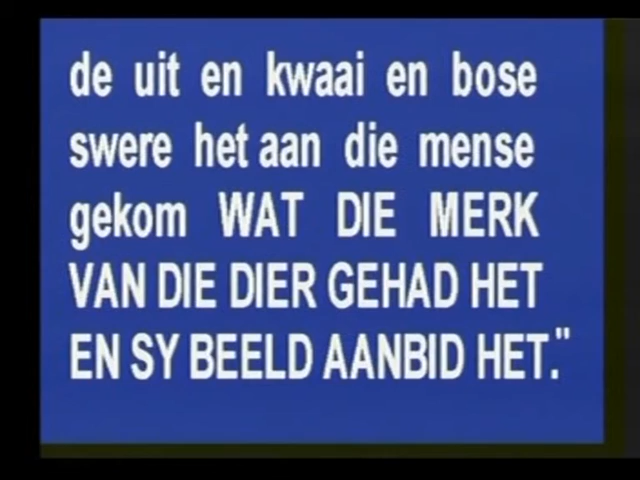 de uit en kwaai en bose
swere het aan die mense
gekom WAT DIE MERK
VAN DIE DIER GEHAD HET
EN SY BEELD AANBID HET."